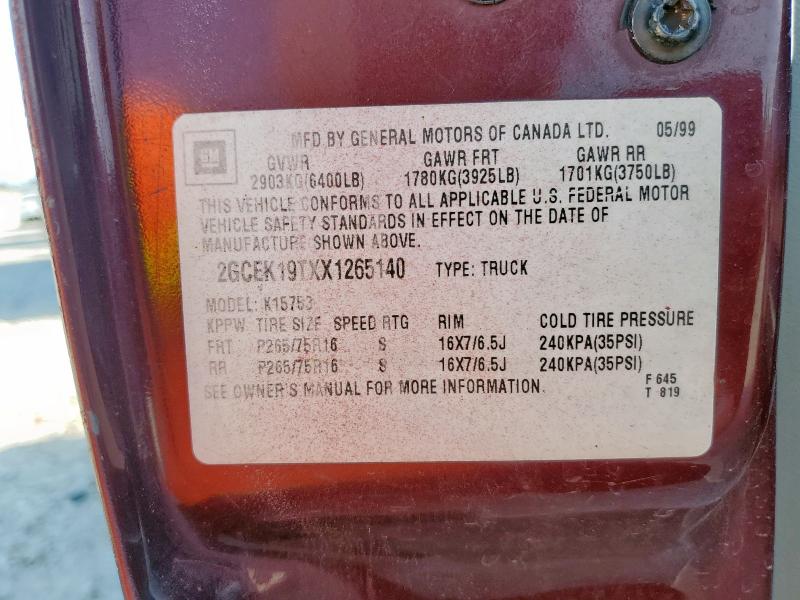 GM
MFD BY GENERAL MOTORS OF CANADA LTD. 05/99
GVWR GAWR FRT GAWR RR
2903KG(6400LB) 1780KG(3925LB) 1701KG(3750LB)
THIS VEHICLE CONFORMS TO ALL APPLICABLE U.S. FEDERAL MOTOR
VEHICLE SAFETY STANDARDS IN EFFECT ON THE DATE OF
MANUFACTURE SHOWN ABOVE.
2GCEK19TXX1265140 TYPE: TRUCK
MODEL: K15753
KPPW TIRE SIZE SPEED RTG RIM COLD TIRE PRESSURE
FRT P265/75R16 S 16X7/6.5J 240KPA(35PSI)
RR P265/75R16 S 16X7/6.5J 240KPA(35PSI)
SEE OWNER'S MANUAL FOR MORE INFORMATION.
F 645
T 819